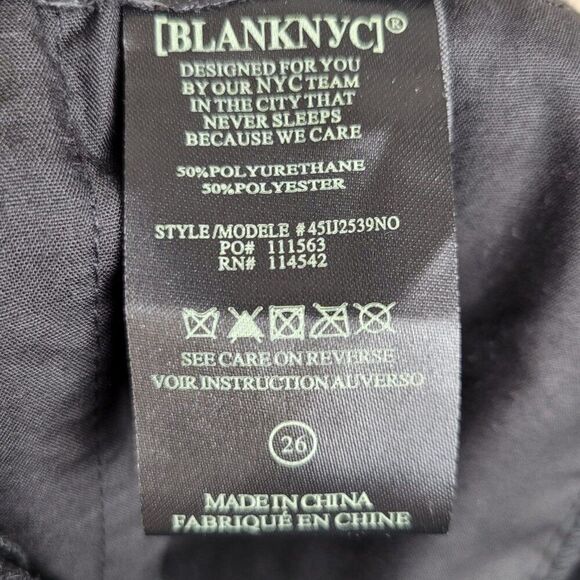 [BLANKNYC]®
DESIGNED FOR YOU
BY OUR NYC TEAM
IN THE CITY THAT
NEVER SLEEPS
BECAUSE WE CARE
50%POLYURETHANE
50%POLYESTER
STYLE/MODELE #45IJ2539NO
PO# 111563
RN# 114542
SEE CARE ON REVERSE
VOIR INSTRUCTION AUVERSO
26
MADE IN CHINA
FABRIQUÉ EN CHINE